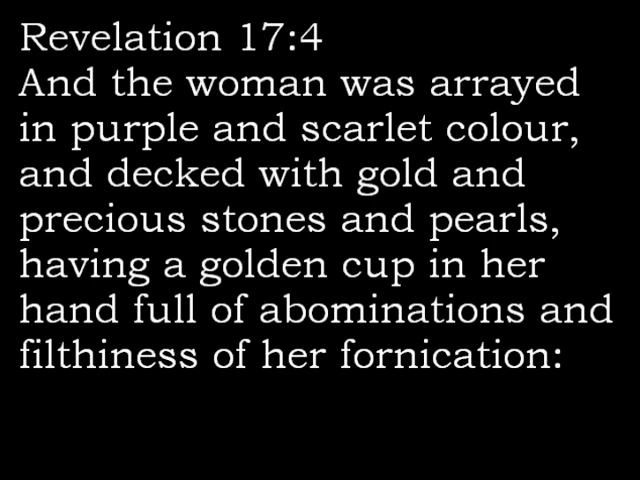 Revelation 17:4
And the woman was arrayed
in purple and scarlet colour,
and decked with gold and
precious stones and pearls,
having a golden cup in her
hand full of abominations and
filthiness of her fornication: